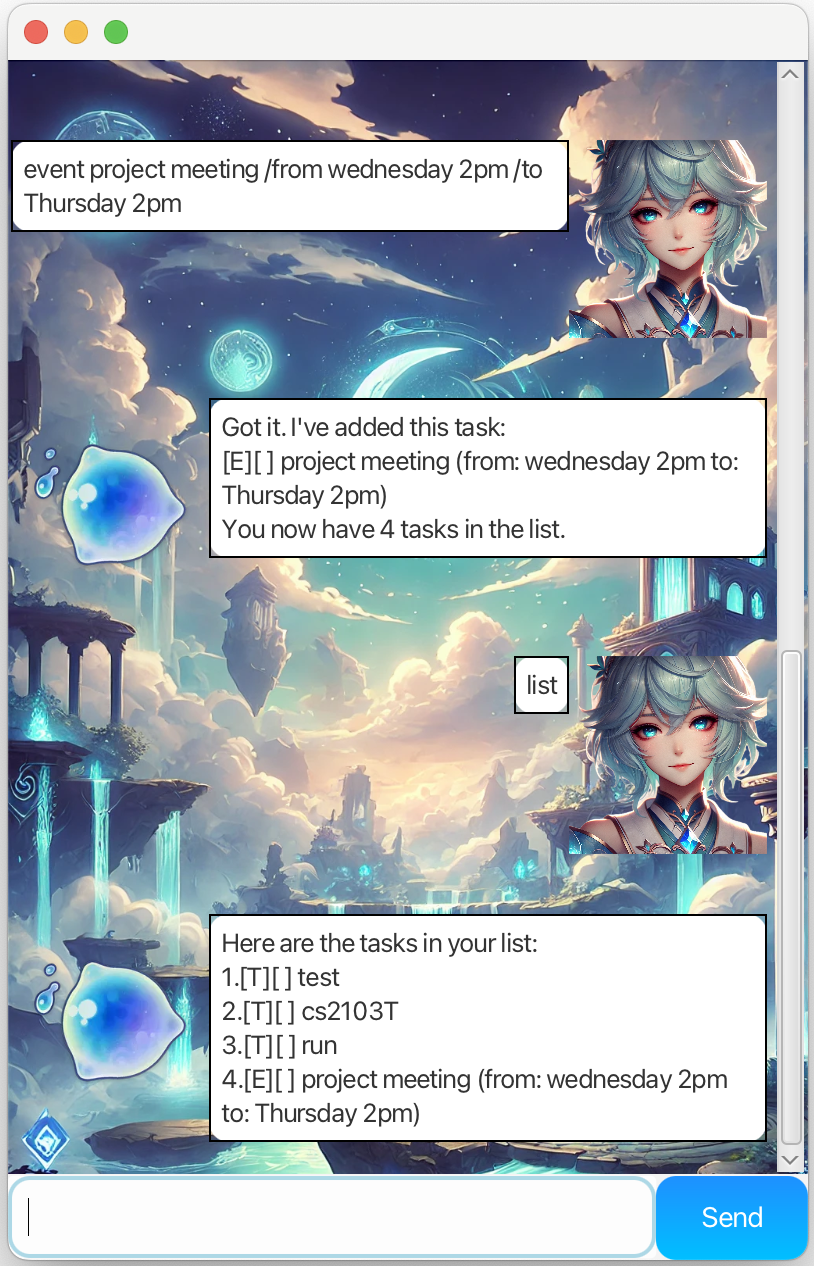 event project meeting /from wednesday 2pm /to
Thursday 2pm
Got it. I've added this task:
[E][ ] project meeting (from: wednesday 2pm to:
Thursday 2pm)
You now have 4 tasks in the list.
list
Here are the tasks in your list:
1.[T][ ] test
2.[T][ ] cs2103T
3.[T][ ] run
4.[E][ ] project meeting (from: wednesday 2pm
to: Thursday 2pm)
Send